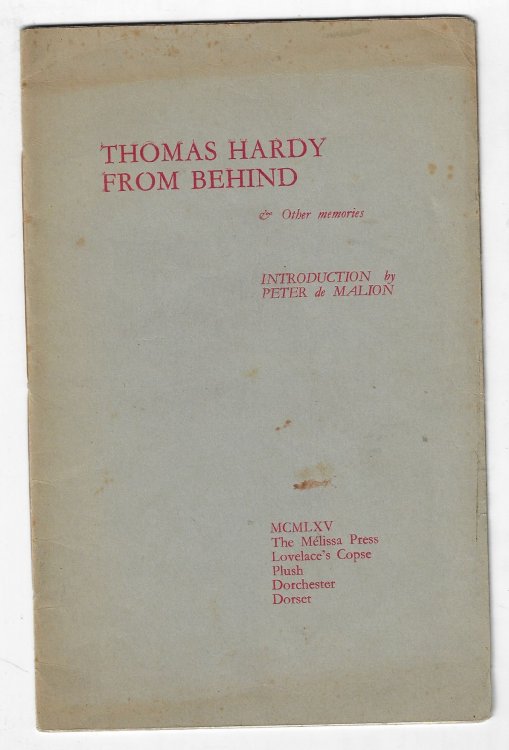 THOMAS HARDY
FROM BEHIND
& Other memories
INTRODUCTION by
PETER de MALION
MCMLXV
The Mélissa Press
Lovelace's Copse
Plush
Dorchester
Dorset